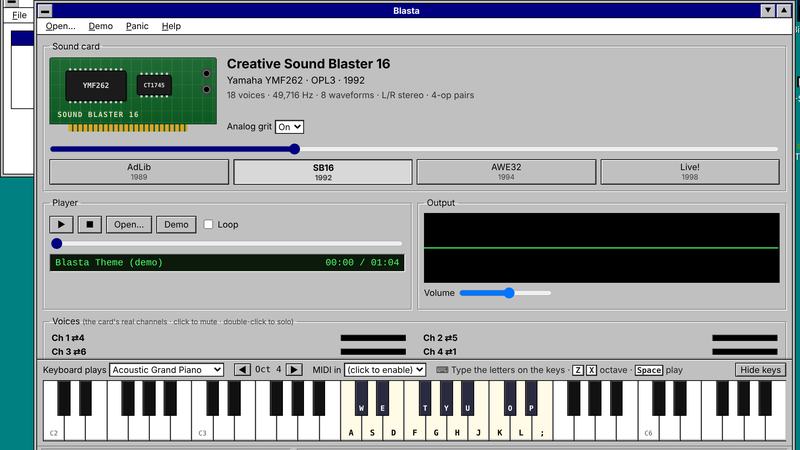 Blasta
File
Open... Demo Panic Help
Sound card
YMF262
CT1745
SOUND BLASTER 16
Creative Sound Blaster 16
Yamaha YMF262 · OPL3 · 1992
18 voices · 49,716 Hz · 8 waveforms · L/R stereo · 4-op pairs
Analog grit On
AdLib
1989
SB16
1992
AWE32
1994
Live!
1998
Player
Open... Demo Loop
Blasta Theme (demo) 00:00 / 01:04
Output
Volume
Voices (the card's real channels · click to mute · double-click to solo)
Ch 1 ⇄4
Ch 2 ⇄5
Ch 3 ⇄6
Ch 4 ⇄1
Keyboard plays Acoustic Grand Piano Oct 4 MIDI in (click to enable) ⌨ Type the letters on the keys · Z X octave · Space play Hide keys
W E T Y U O P
C2 C3 A S D F G H J K L ; C6